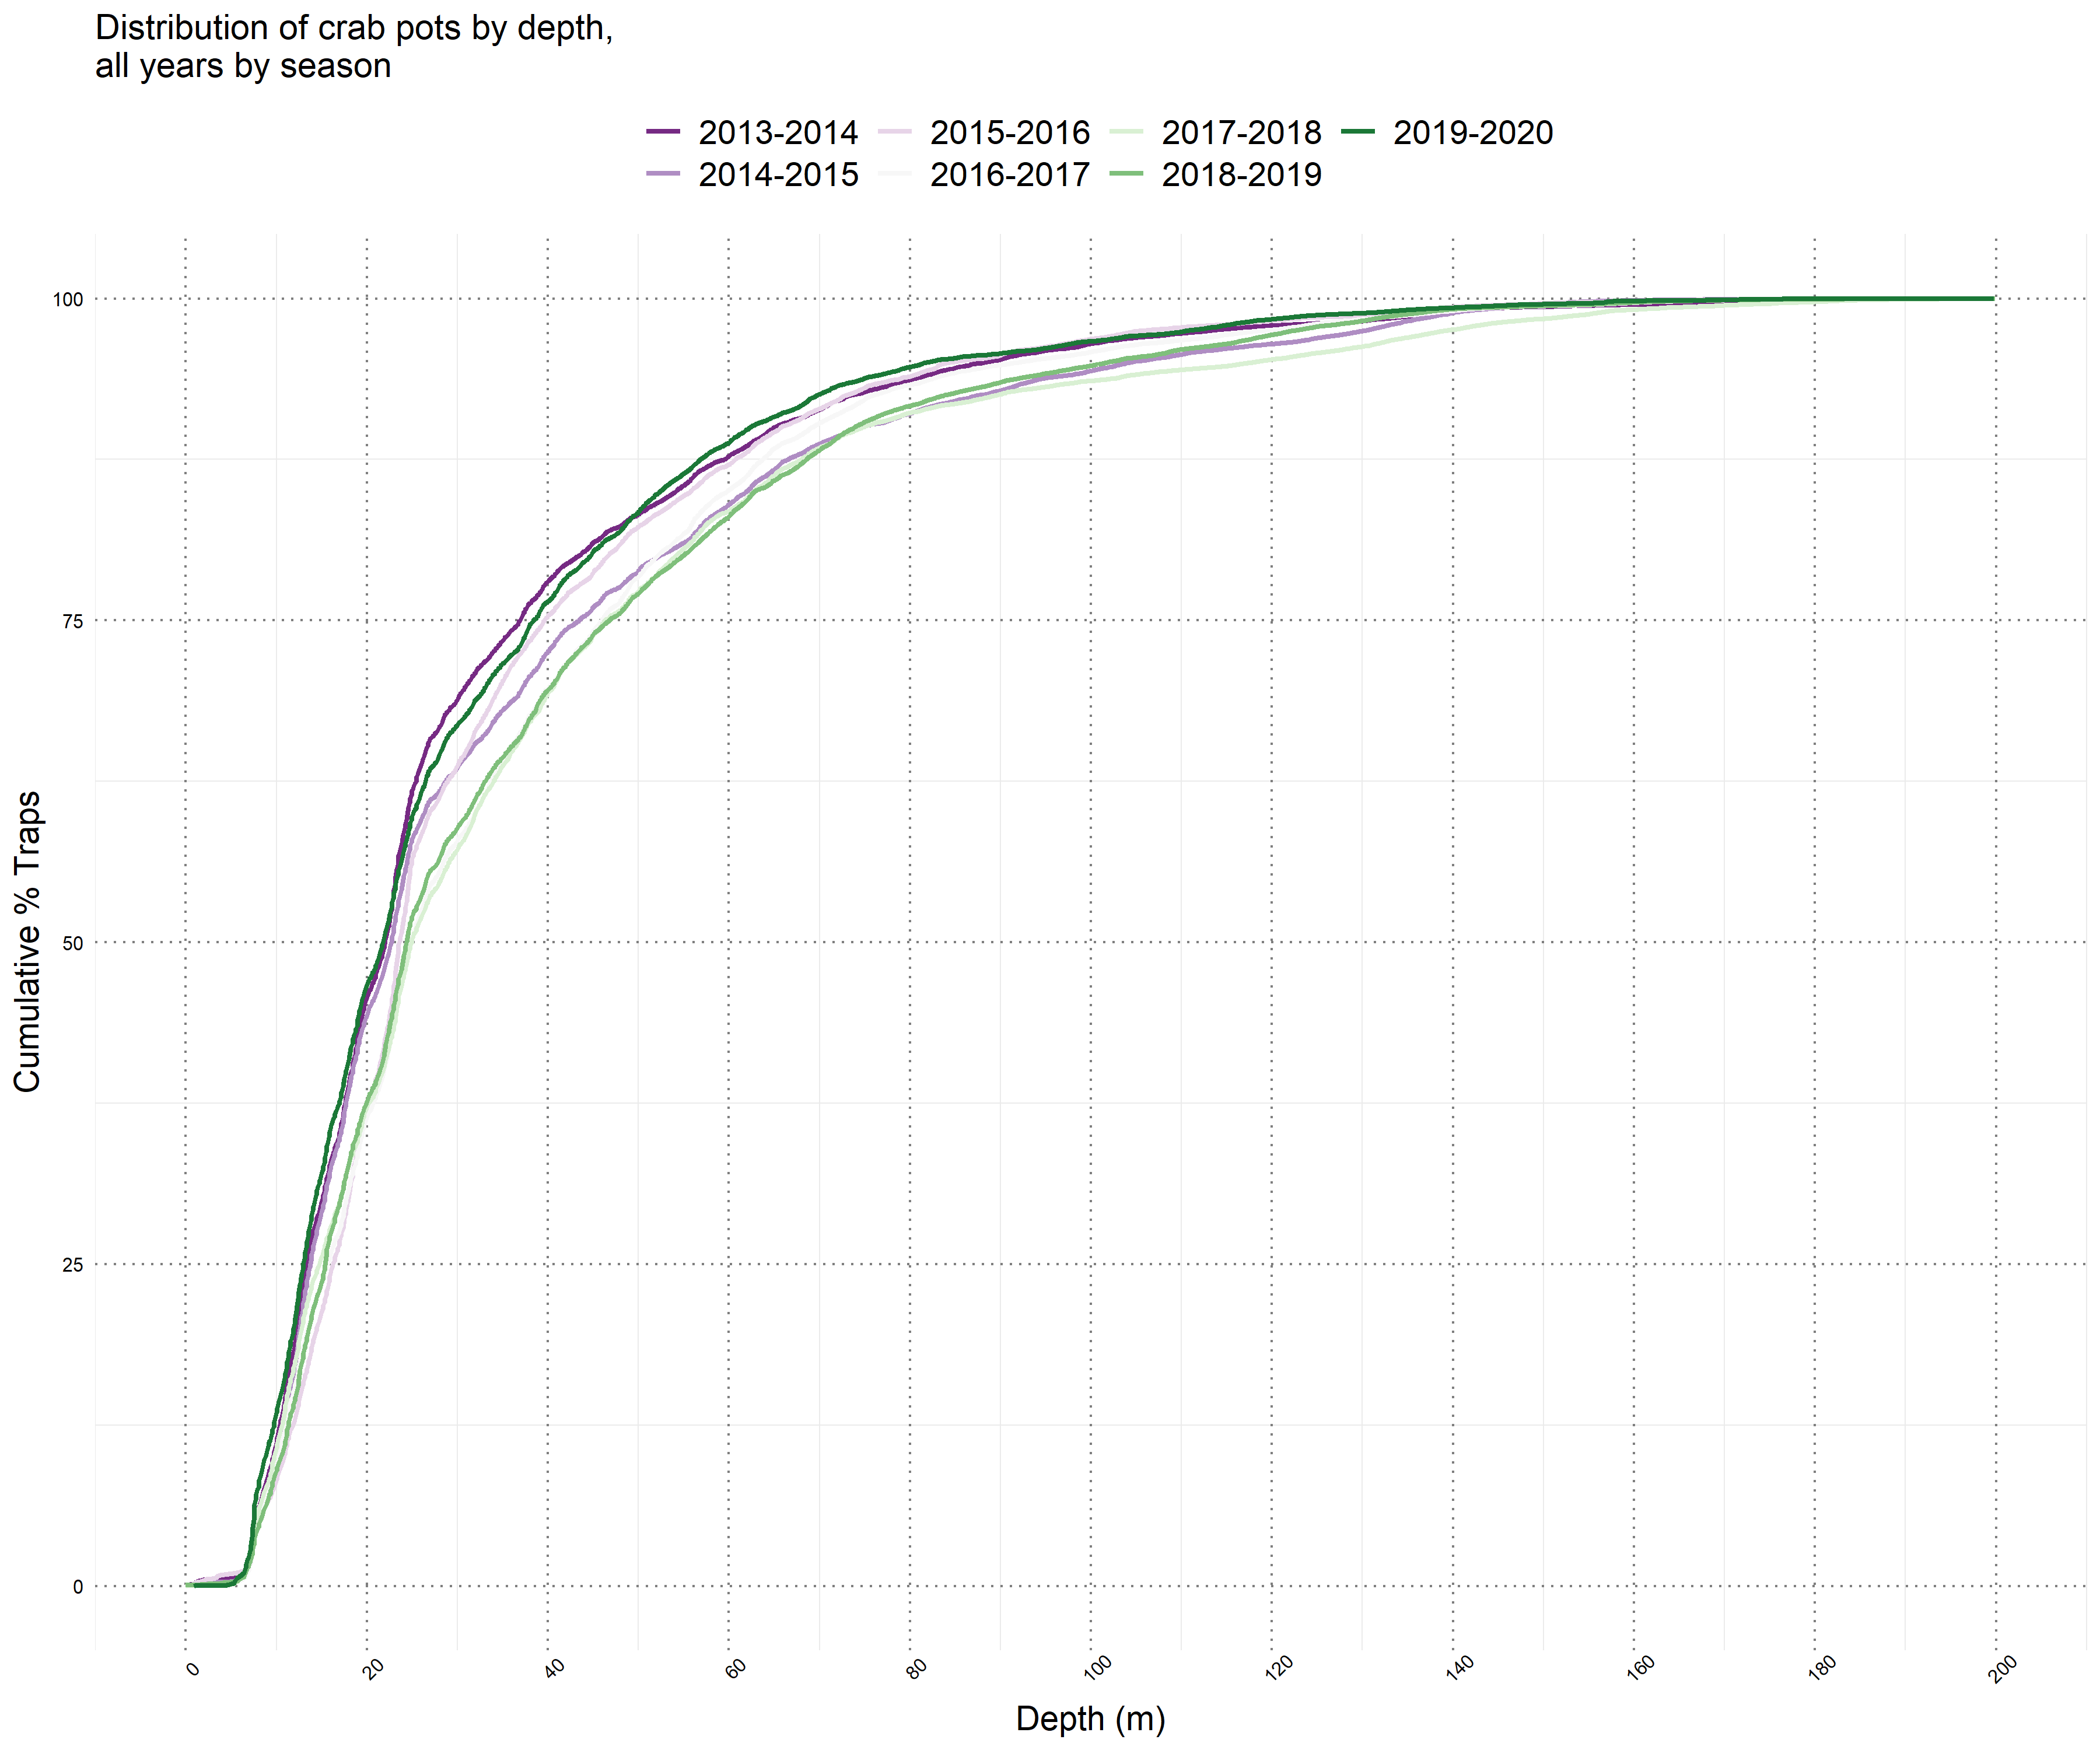 Distribution of crab pots by depth,
all years by season
2013-2014 2015-2016 2017-2018 2019-2020
2014-2015 2016-2017 2018-2019
100
75
50
25
0
Cumulative % Traps
0 20 40 60 80 100 120 140 160 180 200
Depth (m)